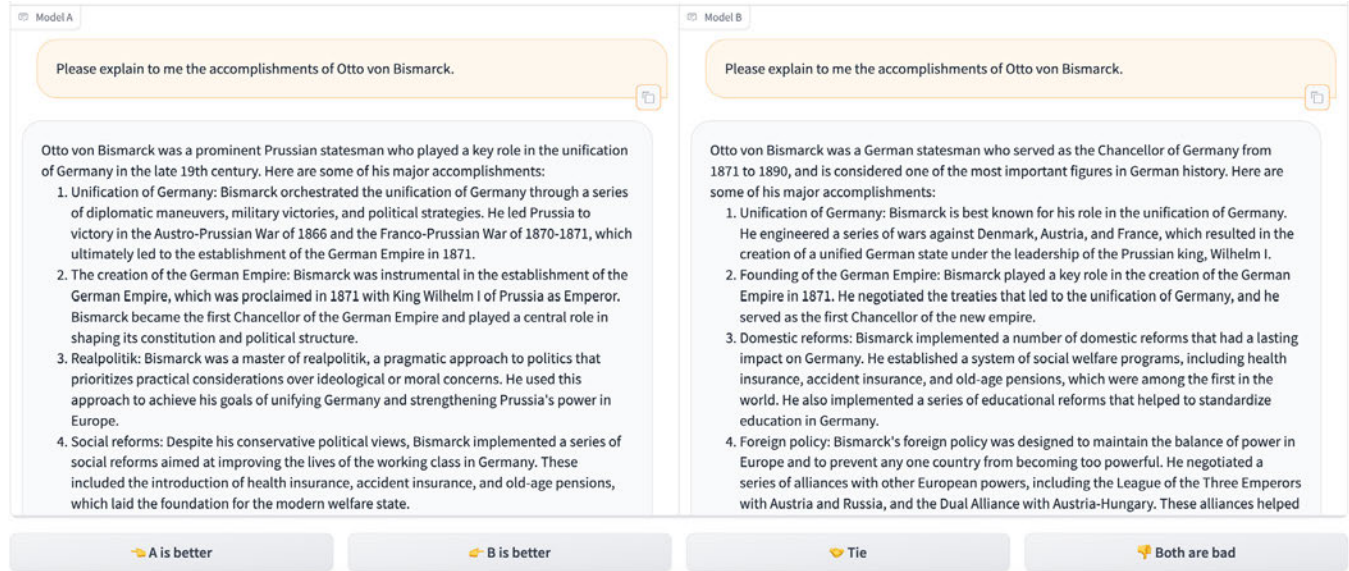 Model A
Please explain to me the accomplishments of Otto von Bismarck.
Otto von Bismarck was a prominent Prussian statesman who played a key role in the unification
of Germany in the late 19th century. Here are some of his major accomplishments:
1. Unification of Germany: Bismarck orchestrated the unification of Germany through a series
of diplomatic maneuvers, military victories, and political strategies. He led Prussia to
victory in the Austro-Prussian War of 1866 and the Franco-Prussian War of 1870-1871, which
ultimately led to the establishment of the German Empire in 1871.
2. The creation of the German Empire: Bismarck was instrumental in the establishment of the
German Empire, which was proclaimed in 1871 with King Wilhelm I of Prussia as Emperor.
Bismarck became the first Chancellor of the German Empire and played a central role in
shaping its constitution and political structure.
3. Realpolitik: Bismarck was a master of realpolitik, a pragmatic approach to politics that
prioritizes practical considerations over ideological or moral concerns. He used this
approach to achieve his goals of unifying Germany and strengthening Prussia's power in
Europe.
4. Social reforms: Despite his conservative political views, Bismarck implemented a series of
social reforms aimed at improving the lives of the working class in Germany. These
included the introduction of health insurance, accident insurance, and old-age pensions,
which laid the foundation for the modern welfare state.
Model B
Please explain to me the accomplishments of Otto von Bismarck.
Otto von Bismarck was a German statesman who served as the Chancellor of Germany from
1871 to 1890, and is considered one of the most important figures in German history. Here are
some of his major accomplishments:
1. Unification of Germany: Bismarck is best known for his role in the unification of Germany.
He engineered a series of wars against Denmark, Austria, and France, which resulted in the
creation of a unified German state under the leadership of the Prussian king, Wilhelm I.
2. Founding of the German Empire: Bismarck played a key role in the creation of the German
Empire in 1871. He negotiated the treaties that led to the unification of Germany, and he
served as the first Chancellor of the new empire.
3. Domestic reforms: Bismarck implemented a number of domestic reforms that had a lasting
impact on Germany. He established a system of social welfare programs, including health
insurance, accident insurance, and old-age pensions, which were among the first in the
world. He also implemented a series of educational reforms that helped to standardize
education in Germany.
4. Foreign policy: Bismarck's foreign policy was designed to maintain the balance of power in
Europe and to prevent any one country from becoming too powerful. He negotiated a
series of alliances with other European powers, including the League of the Three Emperors
with Austria and Russia, and the Dual Alliance with Austria-Hungary. These alliances helped
👈 A is better
👉 B is better
🤝 Tie
👎 Both are bad